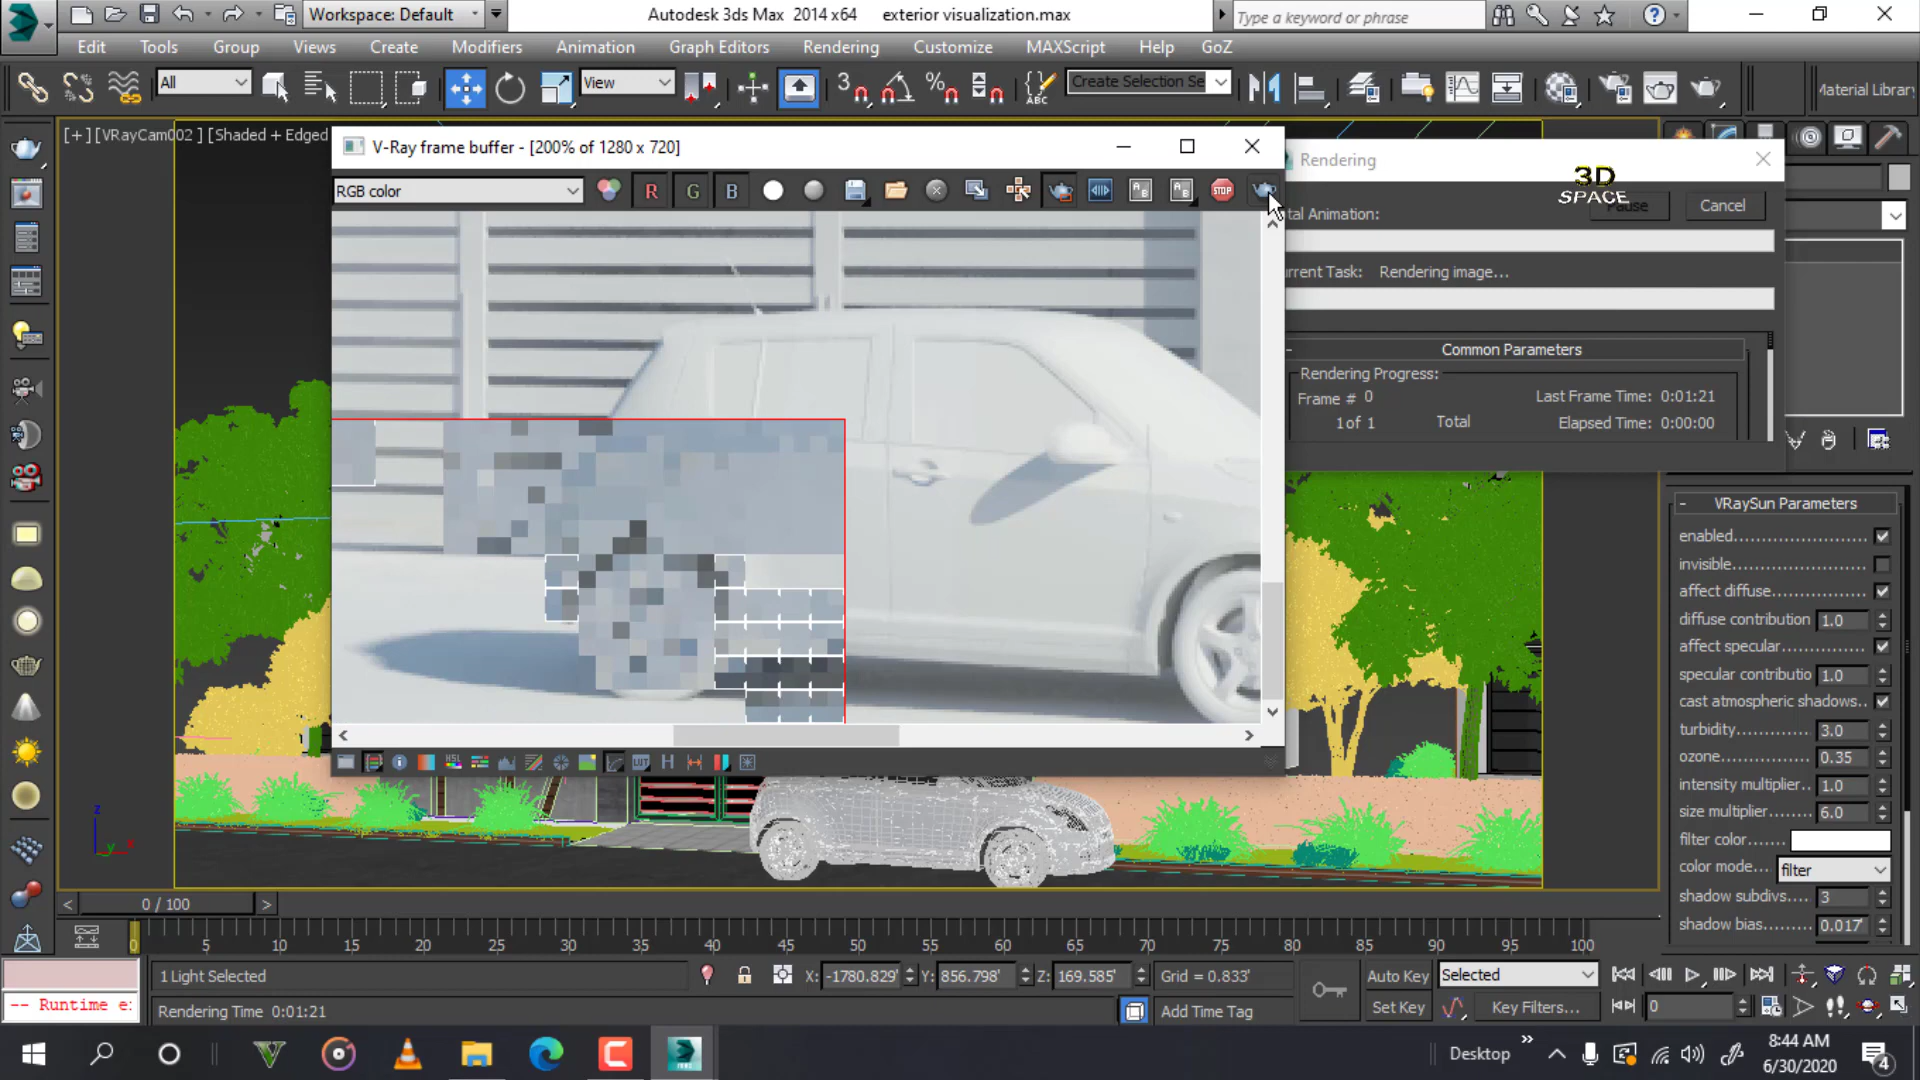 Workspace: Default
Autodesk 3ds Max 2014 x64 exterior visualization.max
Type a keyword or phrase
Edit Tools Group Views Create Modifiers Animation Graph Editors Rendering Customize MAXScript Help GoZ
All
View
3
ABC
Create Selection Se
Material Library
[+] [VRayCam002 ] [Shaded + Edged
V-Ray frame buffer - [200% of 1280 x 720]
RGB color
R G B
STOP
Rendering
3D
SPACE
tal Animation:
Pause
Cancel
rrent Task: Rendering image...
Common Parameters
Rendering Progress:
Frame # 0
Last Frame Time: 0:01:21
1 of 1 Total
Elapsed Time: 0:00:00
VRaySun Parameters
enabled
invisible
affect diffuse
diffuse contribution 1.0
affect specular
specular contributio 1.0
cast atmospheric shadows..
turbidity 3.0
ozone 0.35
intensity multiplier.. 1.0
size multiplier 6.0
filter color
color mode... filter
shadow subdivs.... 3
shadow bias 0.017
HSL
LUT
H
z
x
y
< 0 / 100 >
0 5 10 15 20 25 30 35 40 45 50 55 60 65 70 75 80 85 90 95 100
1 Light Selected
X: -1780.829' Y: 856.798' Z: 169.585'
Grid = 0.833'
Auto Key
Selected
-- Runtime e:
Rendering Time 0:01:21
Add Time Tag
Set Key
Key Filters...
0
Desktop
8:44 AM
6/30/2020
4